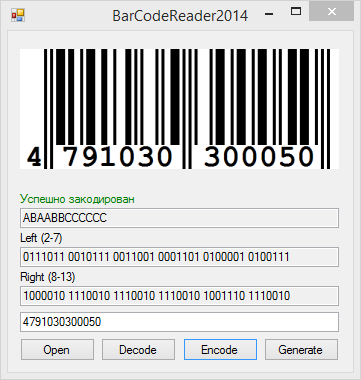 BarCodeReader2014
4 791030 300050
Успешно закодирован
ABAABBCCCCCC
Left (2-7)
0111011 0010111 0011001 0001101 0100001 0100111
Right (8-13)
1000010 1110010 1110010 1110010 1001110 1110010
4791030300050
Open Decode Encode Generate